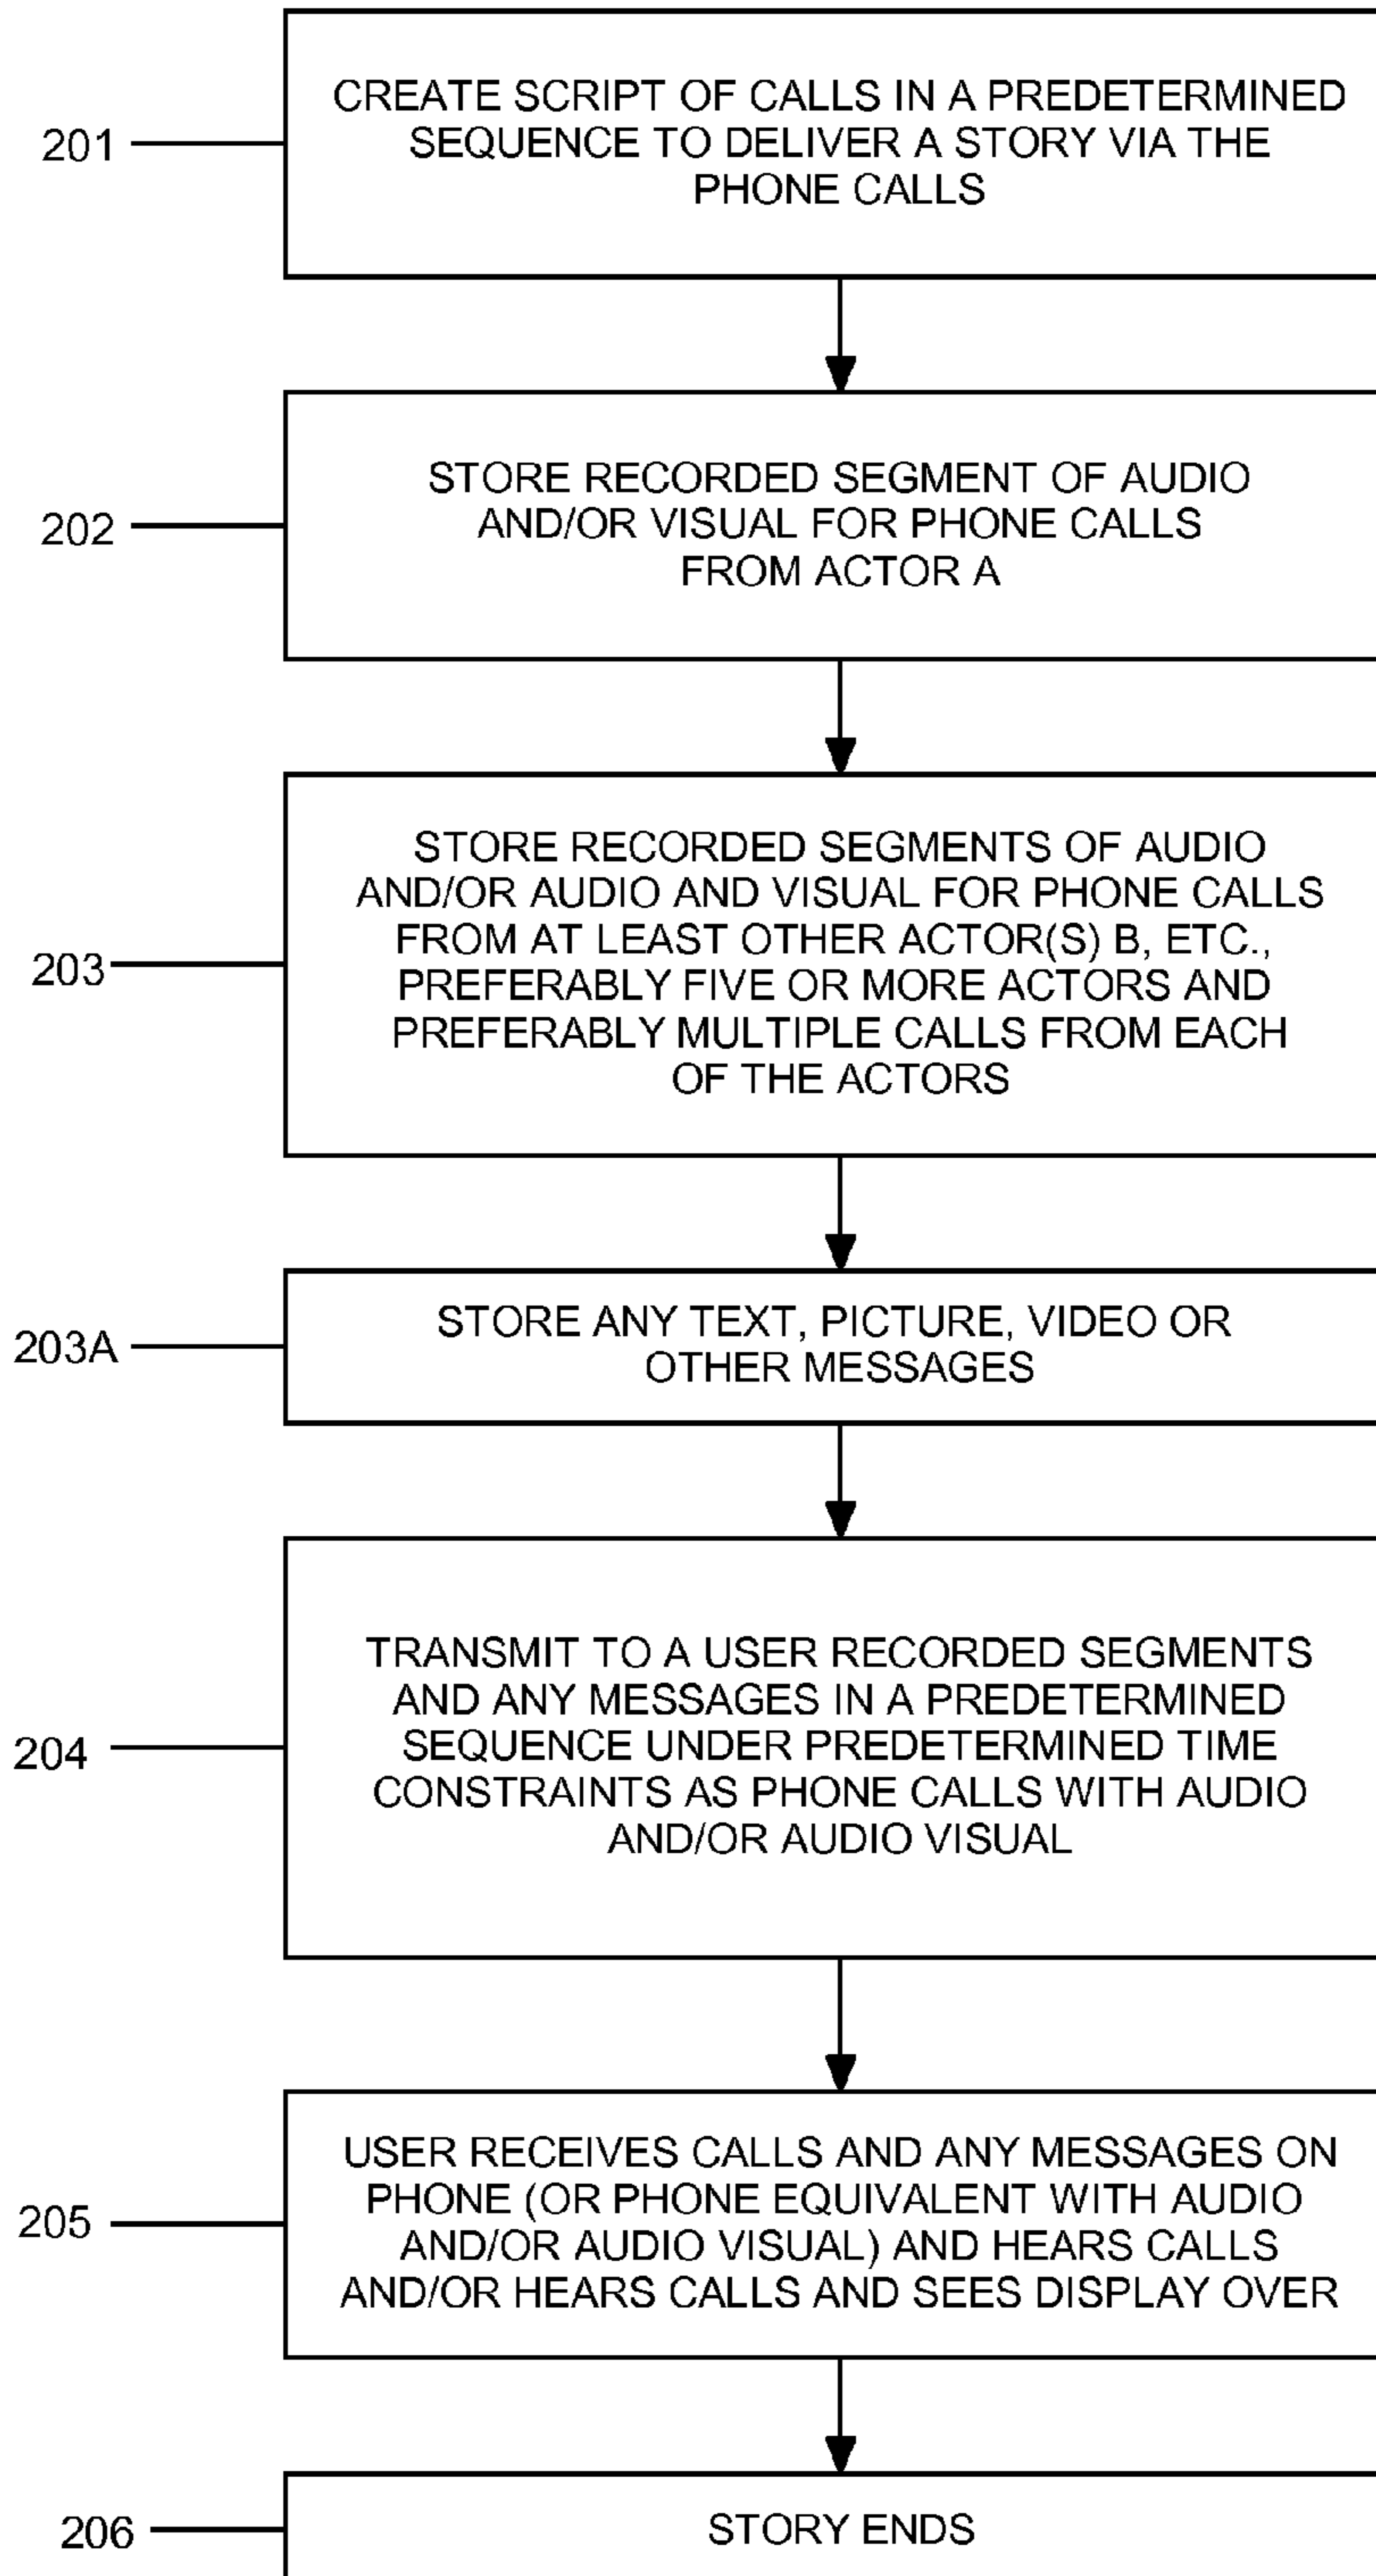 CREATE SCRIPT OF CALLS IN A PREDETERMINED
SEQUENCE TO DELIVER A STORY VIA THE
PHONE CALLS
201
STORE RECORDED SEGMENT OF AUDIO
AND/OR VISUAL FOR PHONE CALLS
FROM ACTOR A
202
STORE RECORDED SEGMENTS OF AUDIO
AND/OR AUDIO AND VISUAL FOR PHONE CALLS
FROM AT LEAST OTHER ACTOR(S) B, ETC.,
PREFERABLY FIVE OR MORE ACTORS AND
PREFERABLY MULTIPLE CALLS FROM EACH
OF THE ACTORS
203
STORE ANY TEXT, PICTURE, VIDEO OR
OTHER MESSAGES
203A
TRANSMIT TO A USER RECORDED SEGMENTS
AND ANY MESSAGES IN A PREDETERMINED
SEQUENCE UNDER PREDETERMINED TIME
CONSTRAINTS AS PHONE CALLS WITH AUDIO
AND/OR AUDIO VISUAL
204
USER RECEIVES CALLS AND ANY MESSAGES ON
PHONE (OR PHONE EQUIVALENT WITH AUDIO
AND/OR AUDIO VISUAL) AND HEARS CALLS
AND/OR HEARS CALLS AND SEES DISPLAY OVER
205
STORY ENDS
206